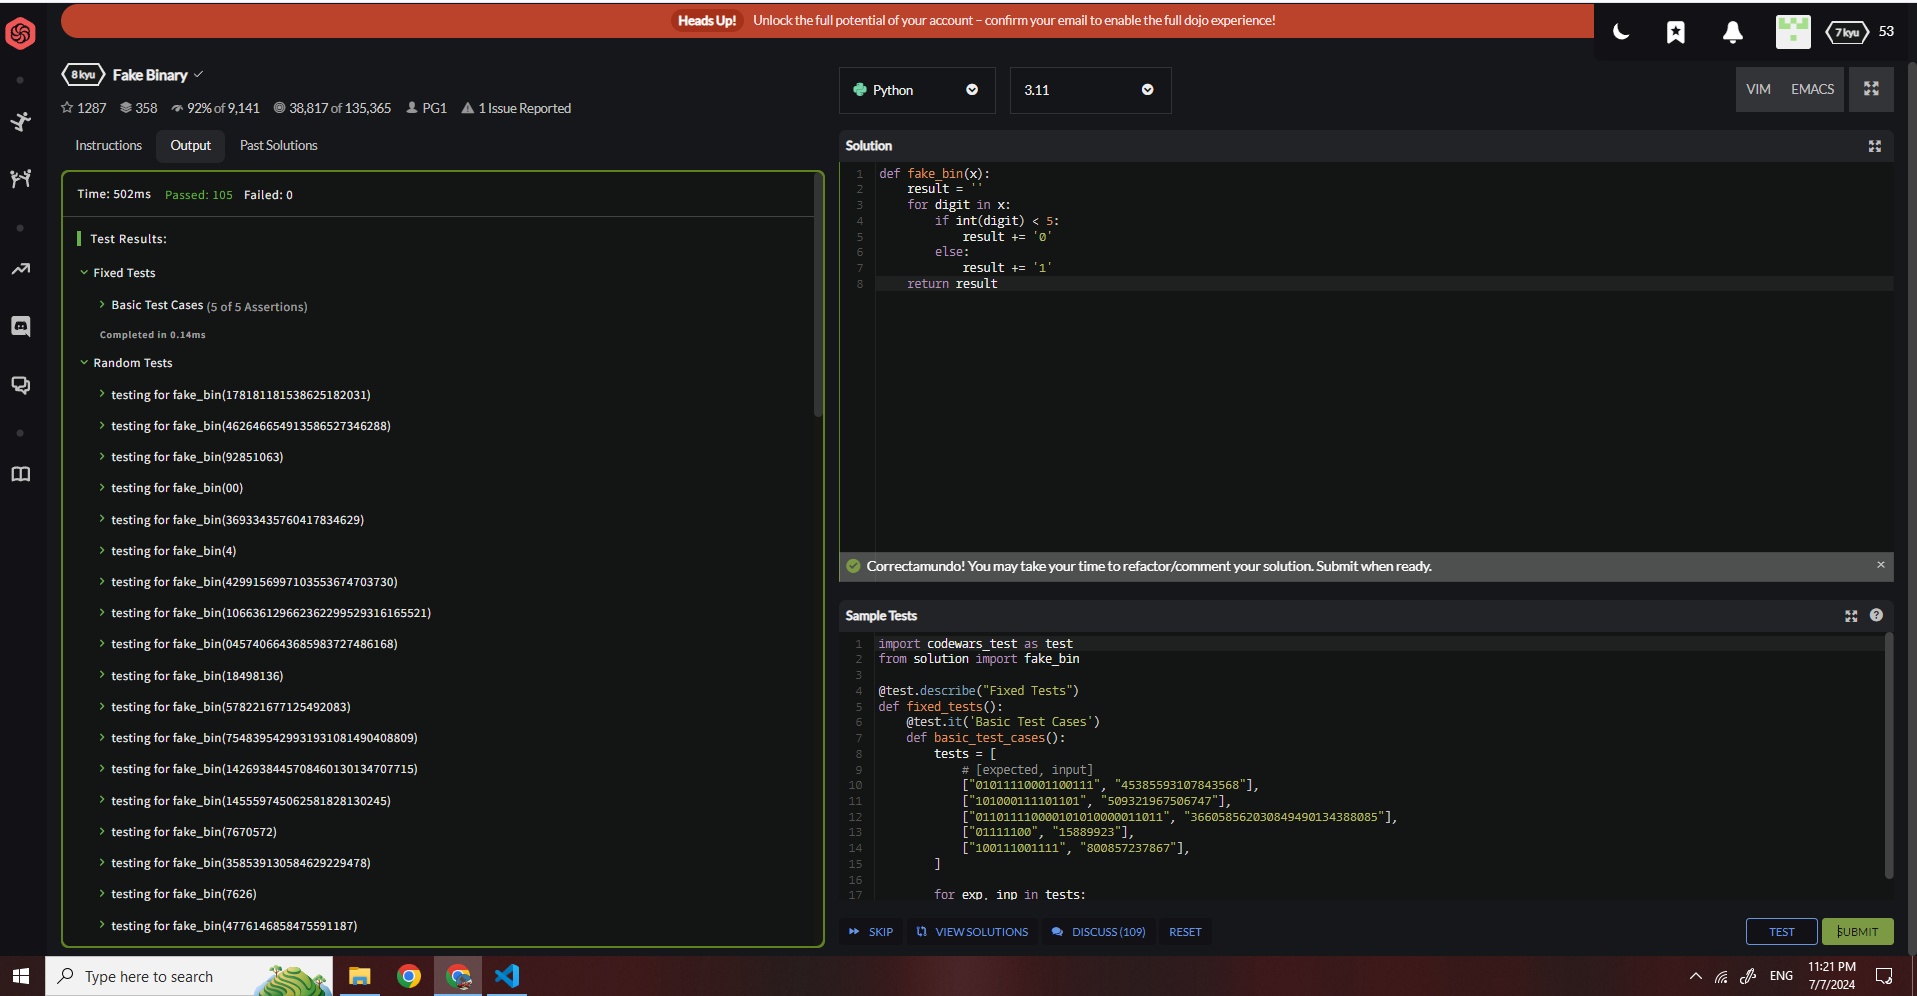 Heads Up! Unlock the full potential of your account – confirm your email to enable the full dojo experience!
7 kyu 53
8 kyu Fake Binary
1287 358 92% of 9,141 38,817 of 135,365 PG1 1 Issue Reported
Instructions Output Past Solutions
Time: 502ms Passed: 105 Failed: 0
Test Results:
Fixed Tests
Basic Test Cases (5 of 5 Assertions)
Completed in 0.14ms
Random Tests
testing for fake_bin(178181181538625182031)
testing for fake_bin(462646654913586527346288)
testing for fake_bin(92851063)
testing for fake_bin(00)
testing for fake_bin(36933435760417834629)
testing for fake_bin(4)
testing for fake_bin(4299156997103553674703730)
testing for fake_bin(106636129662362299529316165521)
testing for fake_bin(0457406643685983727486168)
testing for fake_bin(18498136)
testing for fake_bin(578221677125492083)
testing for fake_bin(7548395429931931081490408809)
testing for fake_bin(1426938445708460130134707715)
testing for fake_bin(145559745062581828130245)
testing for fake_bin(7670572)
testing for fake_bin(358539130584629229478)
testing for fake_bin(7626)
testing for fake_bin(4776146858475591187)
Python 3.11 VIM EMACS
Solution
1 def fake_bin(x):
2 result = ''
3 for digit in x:
4 if int(digit) < 5:
5 result += '0'
6 else:
7 result += '1'
8 return result
Correctamundo! You may take your time to refactor/comment your solution. Submit when ready. ×
Sample Tests
1 import codewars_test as test
2 from solution import fake_bin
3
4 @test.describe("Fixed Tests")
5 def fixed_tests():
6 @test.it('Basic Test Cases')
7 def basic_test_cases():
8 tests = [
9 # [expected, input]
10 ["01011110001100111", "45385593107843568"],
11 ["101000111101101", "509321967506747"],
12 ["011011110000101010000011011", "366058562030849490134388085"],
13 ["01111100", "15889923"],
14 ["100111001111", "800857237867"],
15 ]
16
17 for exp, inp in tests:
SKIP VIEW SOLUTIONS DISCUSS (109) RESET TEST SUBMIT
Type here to search
ENG 11:21 PM
7/7/2024